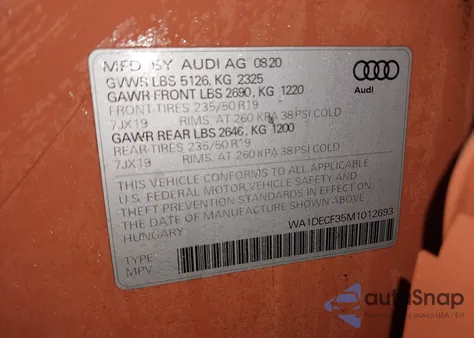 MFD. BY AUDI AG 08/20
GVWR LBS 5126, KG 2325
GAWR FRONT LBS 2690, KG 1220
FRONT-TIRES 235/50 R19
7JX19 RIMS, AT 260 KPA 38 PSI COLD
GAWR REAR LBS 2646, KG 1200
REAR-TIRES 235/50 R19
7JX19 RIMS, AT 260 KPA 38 PSI COLD
THIS VEHICLE CONFORMS TO ALL APPLICABLE
U.S. FEDERAL MOTOR VEHICLE SAFETY AND
THEFT PREVENTION STANDARDS IN EFFECT ON
THE DATE OF MANUFACTURE SHOWN ABOVE
HUNGARY
WA1DECF35M1012693
TYPE:
MPV
Audi
autoSnap